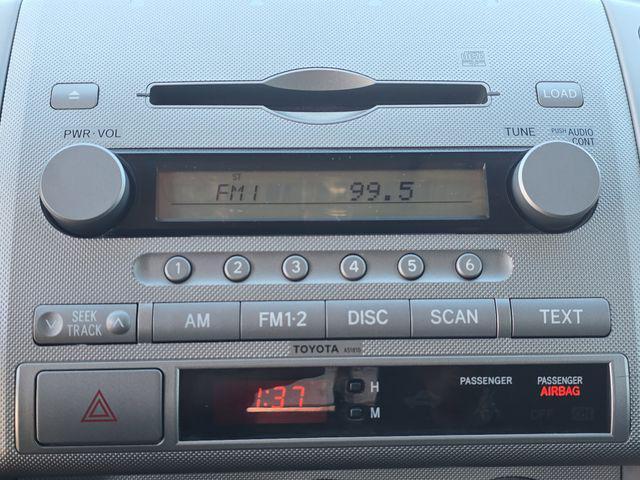 LOAD
PWR·VOL
TUNE
PUSH AUDIO CONT
ST
FM1 99.5
1 2 3 4 5 6
SEEK TRACK
AM
FM1·2
DISC
SCAN
TEXT
TOYOTA A51810
1:37
H
M
PASSENGER
PASSENGER
AIRBAG
OFF